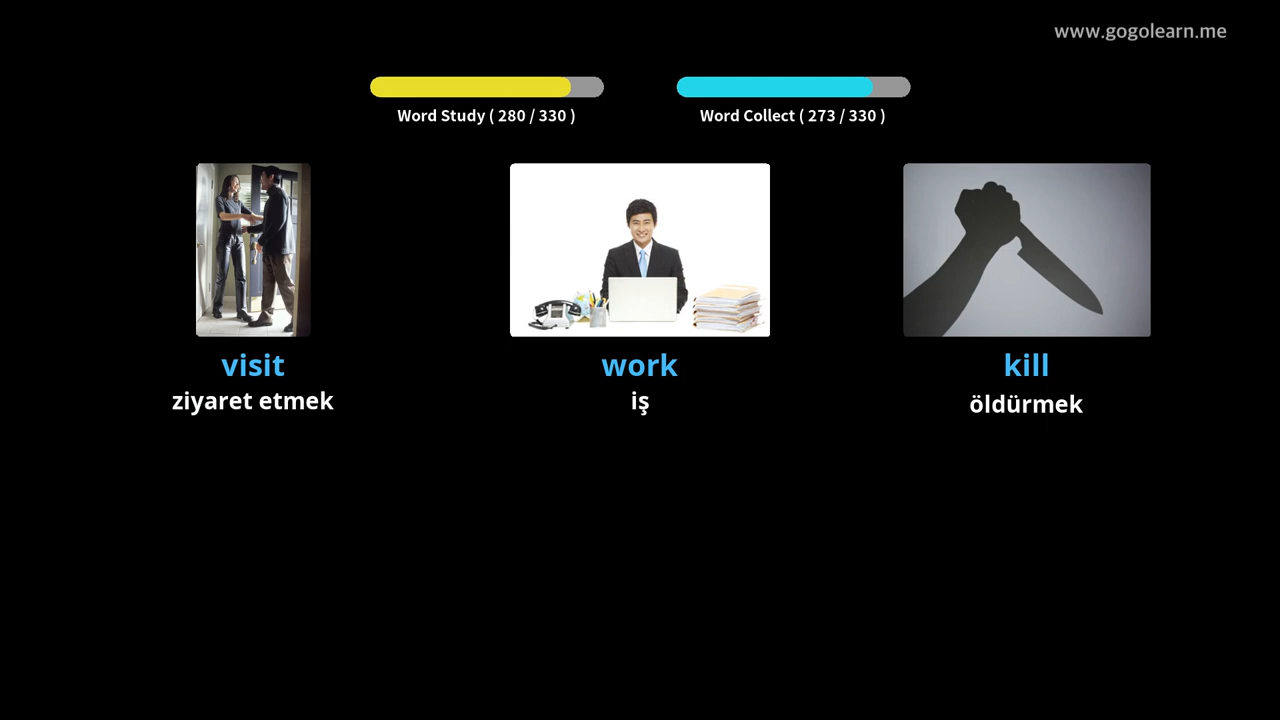 www.gogolearn.me
Word Study ( 280 / 330 )
Word Collect ( 273 / 330 )
visit
ziyaret etmek
work
iş
kill
öldürmek